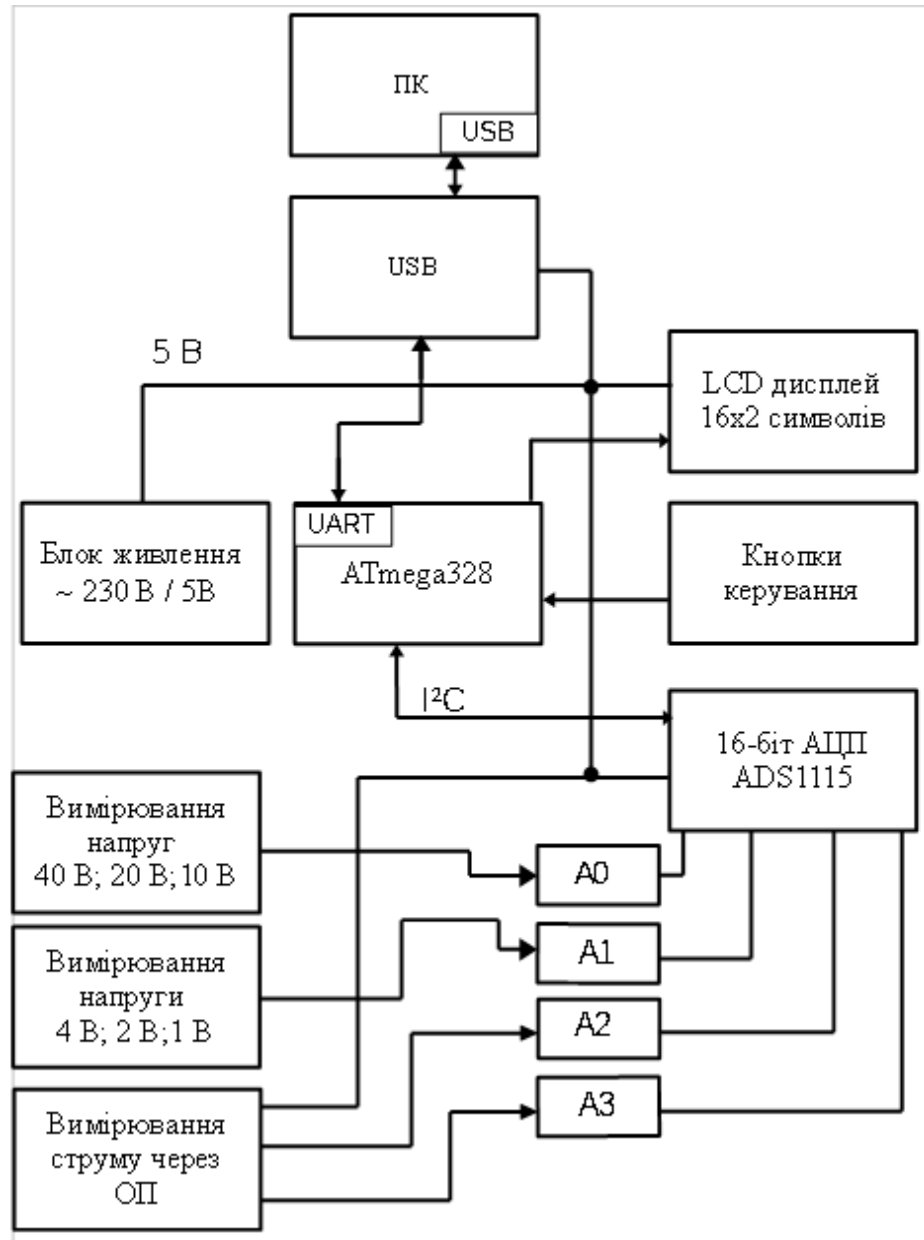 ПК
USB
USB
5 В
LCD дисплей
16x2 символів
Блок живлення
~ 230 В / 5В
UART
ATmega328
Кнопки
керування
I²C
16-біт АЦП
ADS1115
Вимірювання
напруг
40 В; 20 В; 10 В
A0
Вимірювання
напруги
4 В; 2 В;1 В
A1
A2
Вимірювання
струму через
ОП
A3